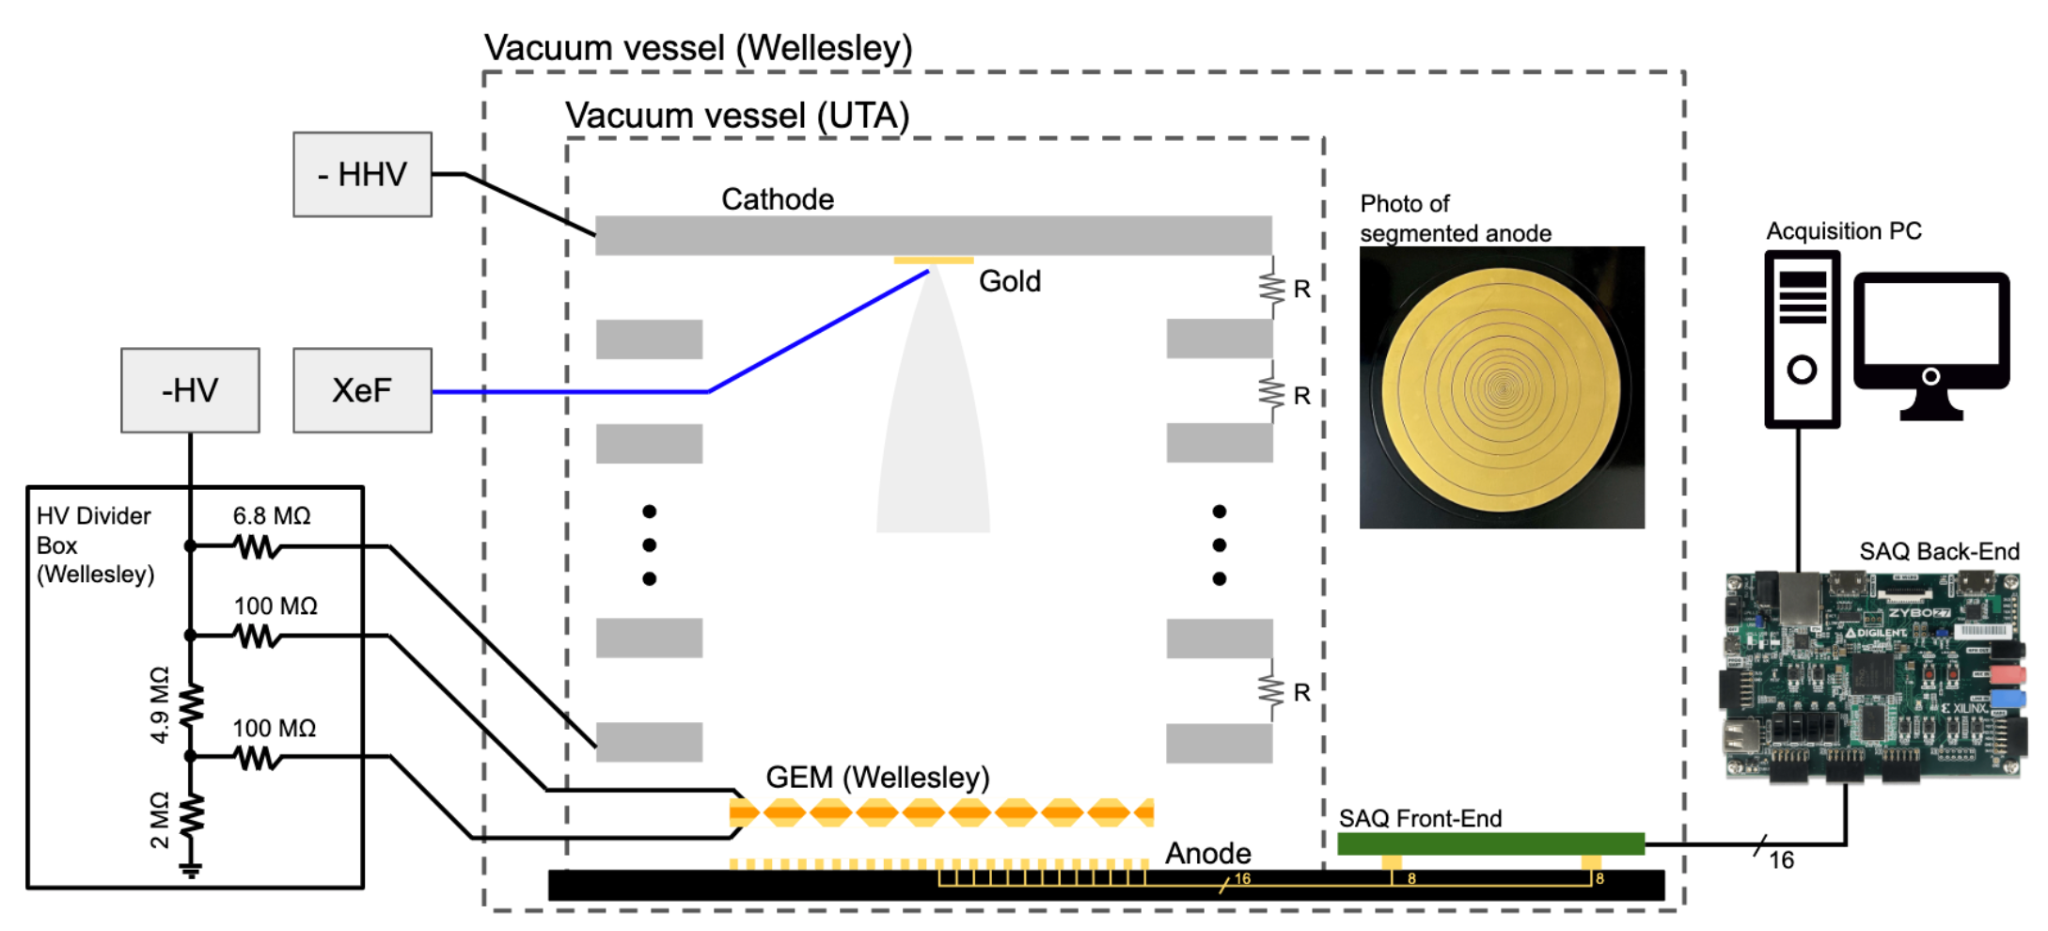 Vacuum vessel (Wellesley)
Vacuum vessel (UTA)
- HHV
Cathode
Gold
R
R
R
-HV
XeF
HV Divider
Box
(Wellesley)
6.8 MΩ
100 MΩ
4.9 MΩ
100 MΩ
2 MΩ
GEM (Wellesley)
Anode
16
8
8
Photo of
segmented anode
SAQ Front-End
16
Acquisition PC
SAQ Back-End
ZYBO Z7
DIGILENT
XILINX